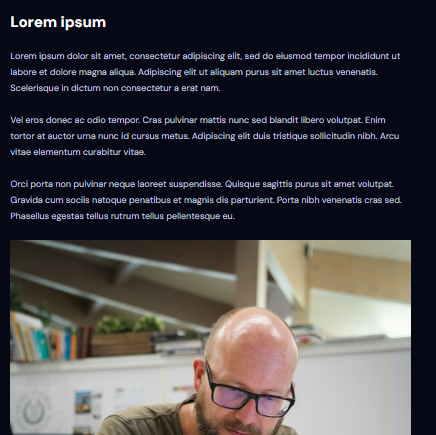 Lorem ipsum
Lorem ipsum dolor sit amet, consectetur adipiscing elit, sed do eiusmod tempor incididunt ut
labore et dolore magna aliqua. Adipiscing elit ut aliquam purus sit amet luctus venenatis.
Scelerisque in dictum non consectetur a erat nam.
Vel eros donec ac odio tempor. Cras pulvinar mattis nunc sed blandit libero volutpat. Enim
tortor at auctor urna nunc id cursus metus. Adipiscing elit duis tristique sollicitudin nibh. Arcu
vitae elementum curabitur vitae.
Orci porta non pulvinar neque laoreet suspendisse. Quisque sagittis purus sit amet volutpat.
Gravida cum sociis natoque penatibus et magnis dis parturient. Porta nibh venenatis cras sed.
Phasellus egestas tellus rutrum tellus pellentesque eu.